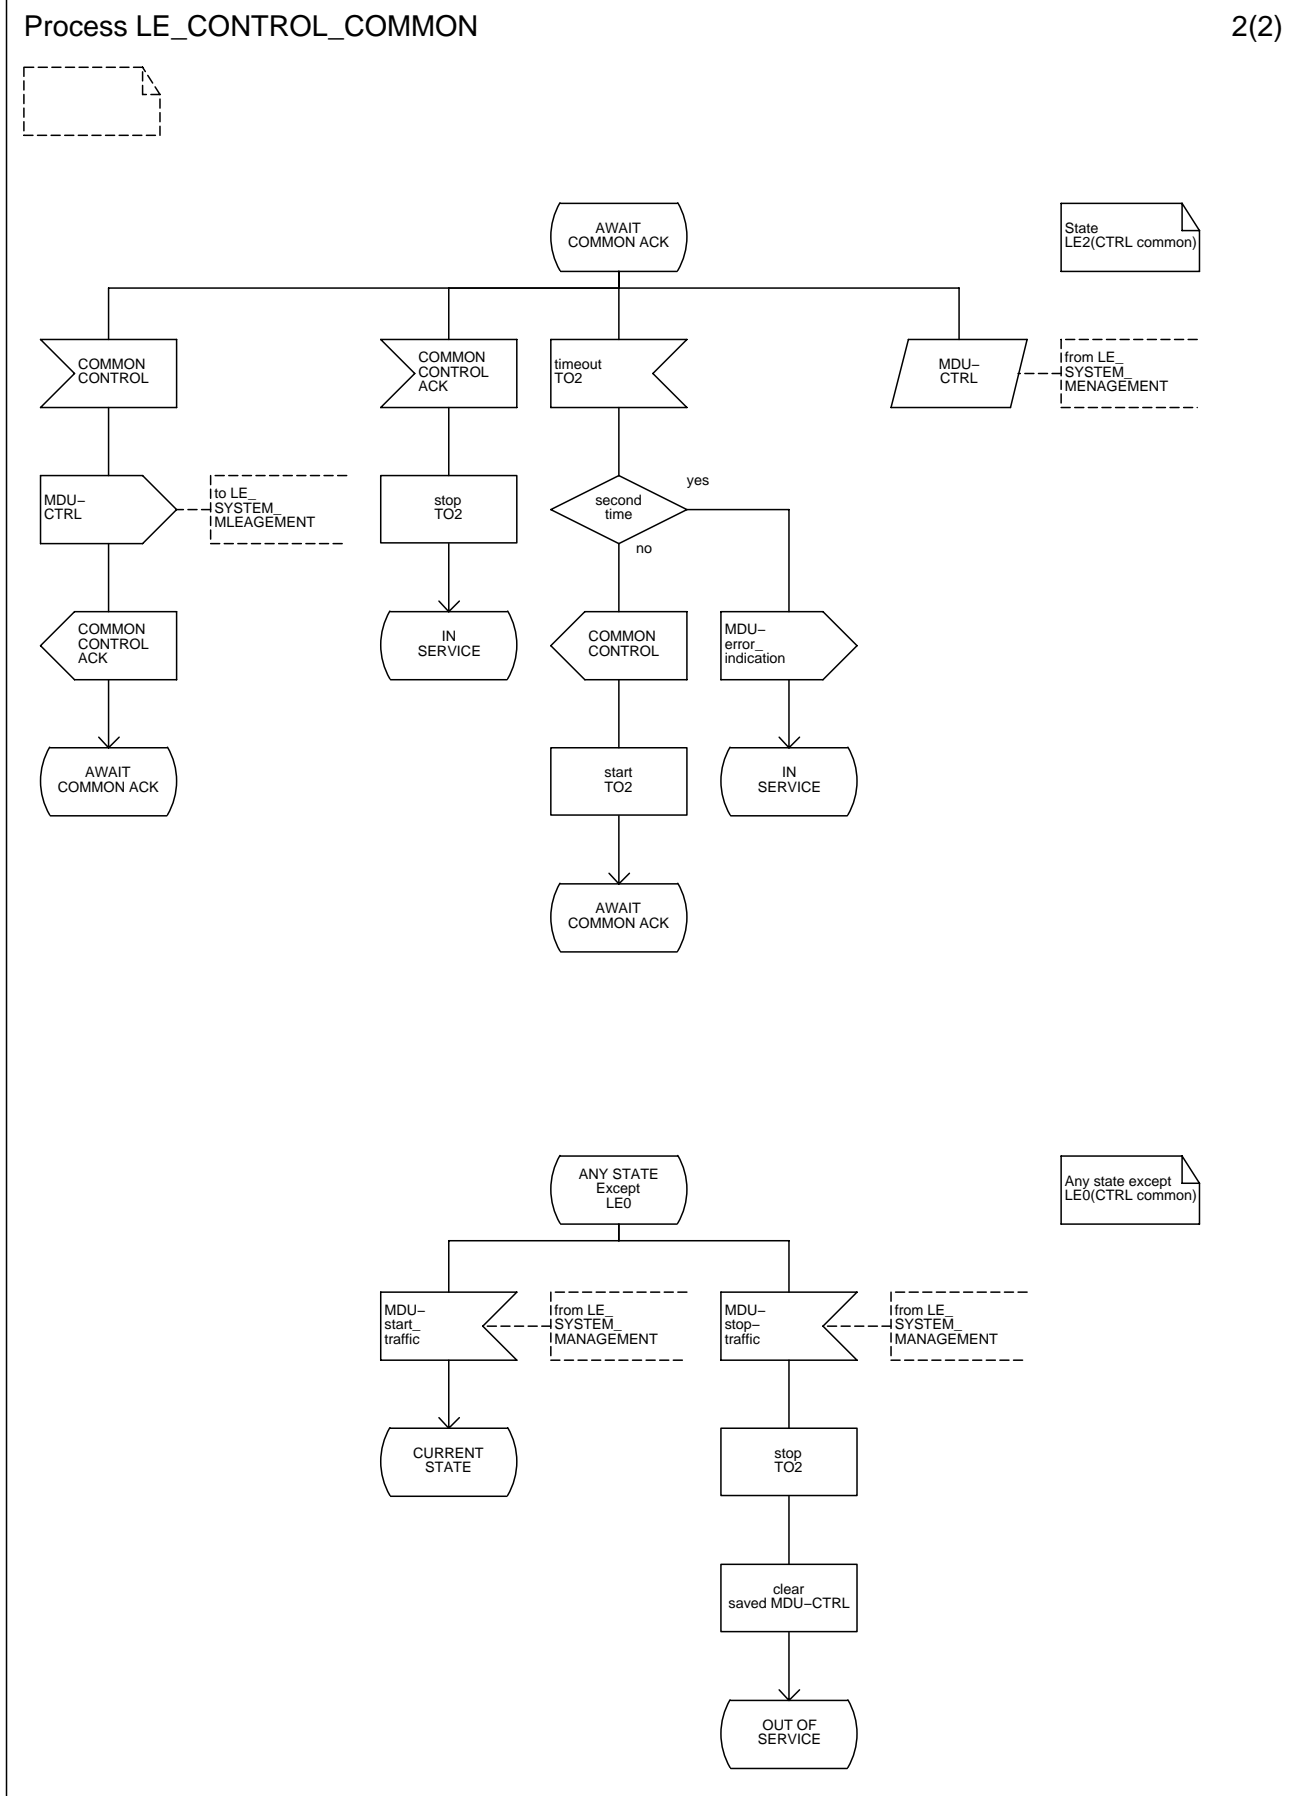 Process LE_CONTROL_COMMON
2(2)
AWAIT
COMMON ACK
State
LE2(CTRL common)
COMMON
CONTROL
COMMON
CONTROL
ACK
timeout
TO2
MDU–
CTRL
from LE_
SYSTEM_
MENAGEMENT
MDU–
CTRL
to LE_
SYSTEM_
MLEAGEMENT
stop
TO2
second
time
yes
no
COMMON
CONTROL
ACK
IN
SERVICE
COMMON
CONTROL
MDU–
error_
indication
AWAIT
COMMON ACK
start
TO2
IN
SERVICE
AWAIT
COMMON ACK
ANY STATE
Except
LE0
Any state except
LE0(CTRL common)
MDU–
start_
traffic
from LE_
SYSTEM_
MANAGEMENT
MDU–
stop–
traffic
from LE_
SYSTEM_
MANAGEMENT
CURRENT
STATE
stop
TO2
clear
saved MDU–CTRL
OUT OF
SERVICE